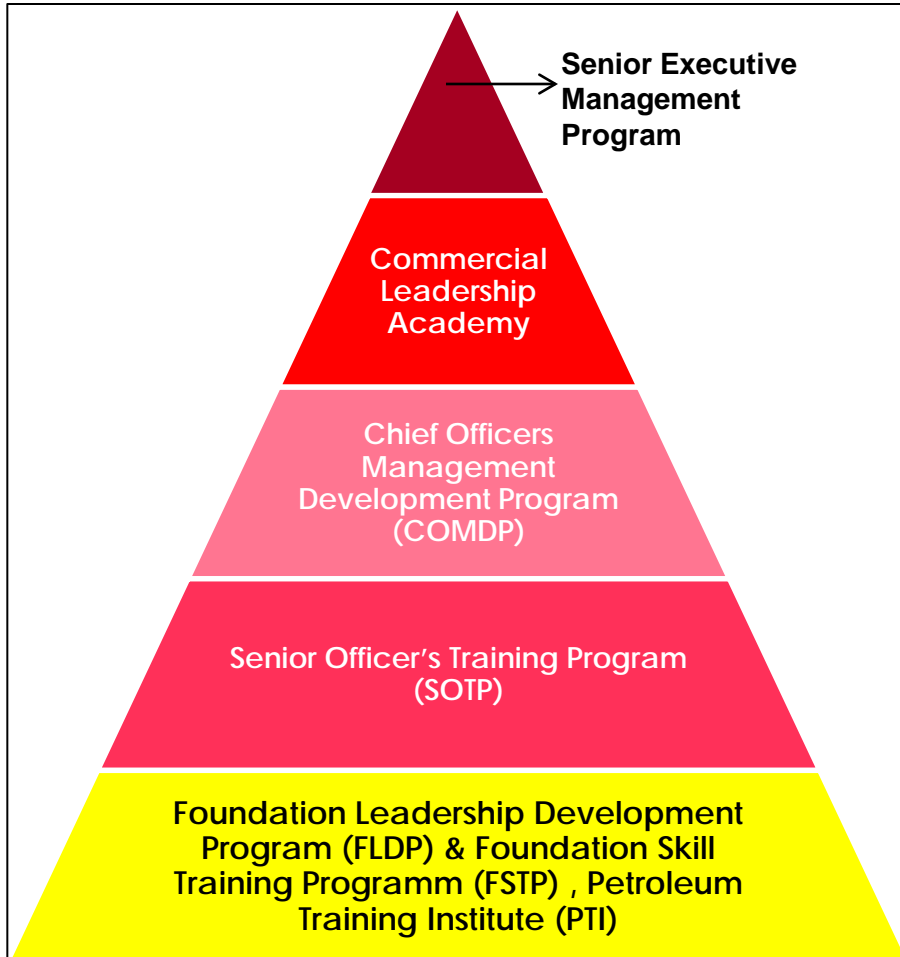 Senior Executive
Management
Program
Commercial
Leadership
Academy
Chief Officers
Management
Development Program
(COMDP)
Senior Officer’s Training Program
(SOTP)
Foundation Leadership Development
Program (FLDP) & Foundation Skill
Training Programm (FSTP) , Petroleum
Training Institute (PTI)